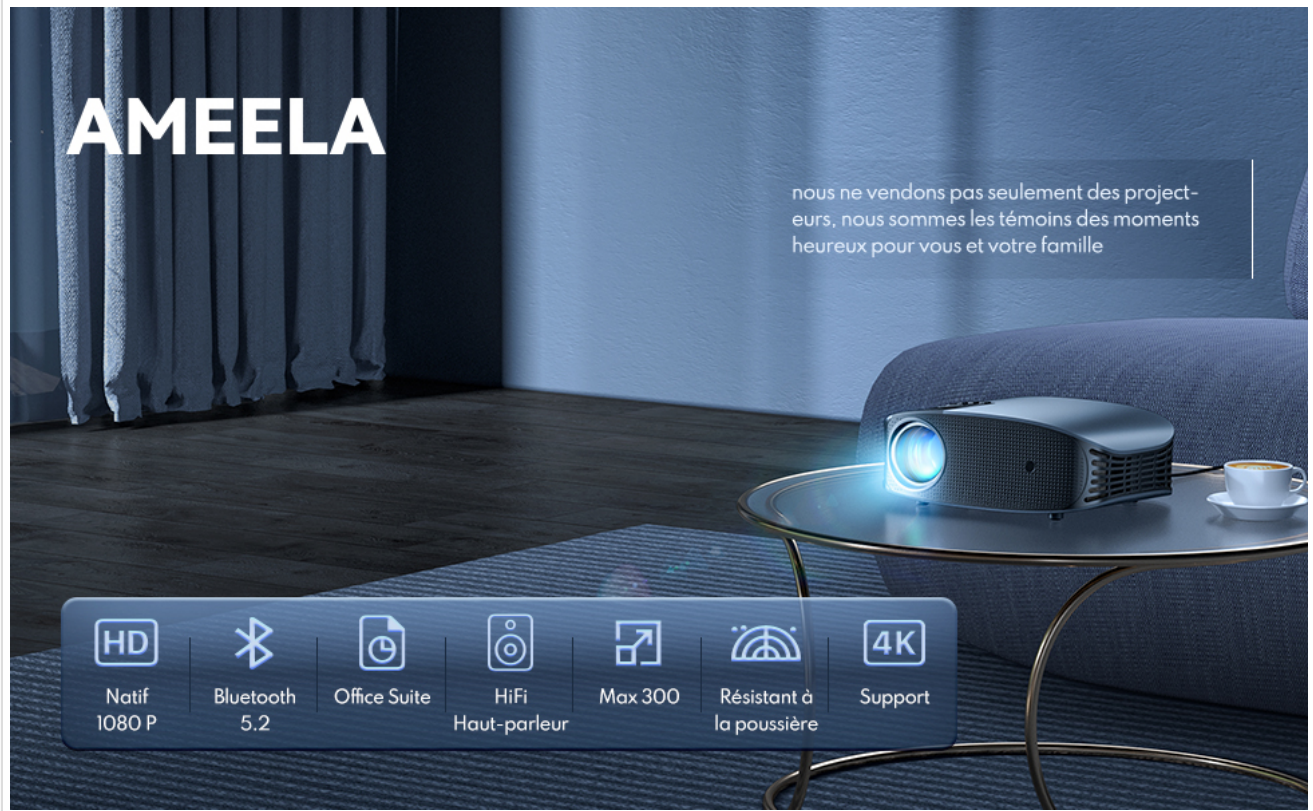 AMEELA
nous ne vendons pas seulement des project-
eurs, nous sommes les témoins des moments
heureux pour vous et votre famille
HD
Natif
1080 P
Bluetooth
5.2
Office Suite
HiFi
Haut-parleur
Max 300
Résistant à
la poussière
4K
Support